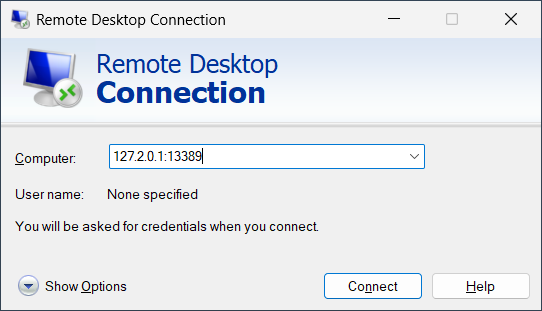 Remote Desktop Connection
Remote Desktop
Connection
Computer:
127.2.0.1:13389
User name:
None specified
You will be asked for credentials when you connect.
Show Options
Connect
Help